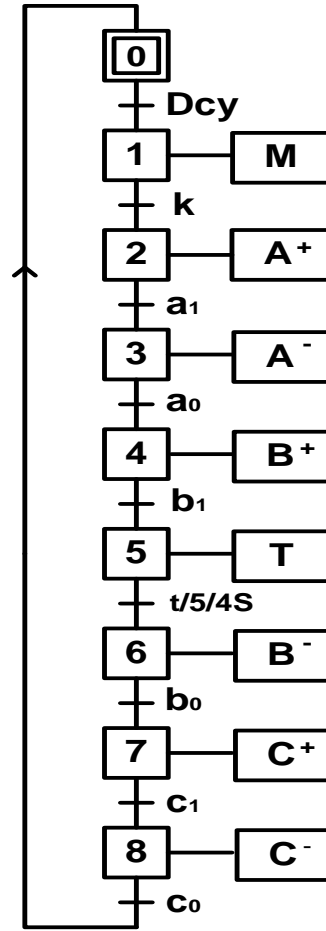 0
Dcy
1 M
k
2 A⁺
a₁
3 A⁻
a₀
4 B⁺
b₁
5 T
t/5/4S
6 B⁻
b₀
7 C⁺
c₁
8 C⁻
c₀